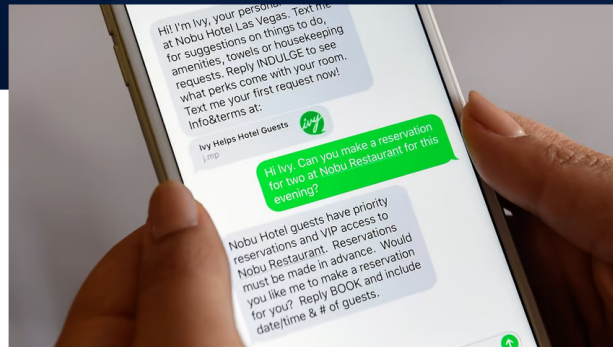 Hi! I'm Ivy, your personal
at Nobu Hotel Las Vegas. Text me
for suggestions on things to do,
amenities, towels or housekeeping
requests. Reply INDULGE to see
what perks come with your room.
Text me your first request now!
Info&terms at:
Ivy Helps Hotel Guests
j.mp
ivy
Hi Ivy. Can you make a reservation
for two at Nobu Restaurant for this
evening?
Nobu Hotel guests have priority
reservations and VIP access to
Nobu Restaurant. Reservations
must be made in advance. Would
you like me to make a reservation
for you? Reply BOOK and include
date/time & # of guests.